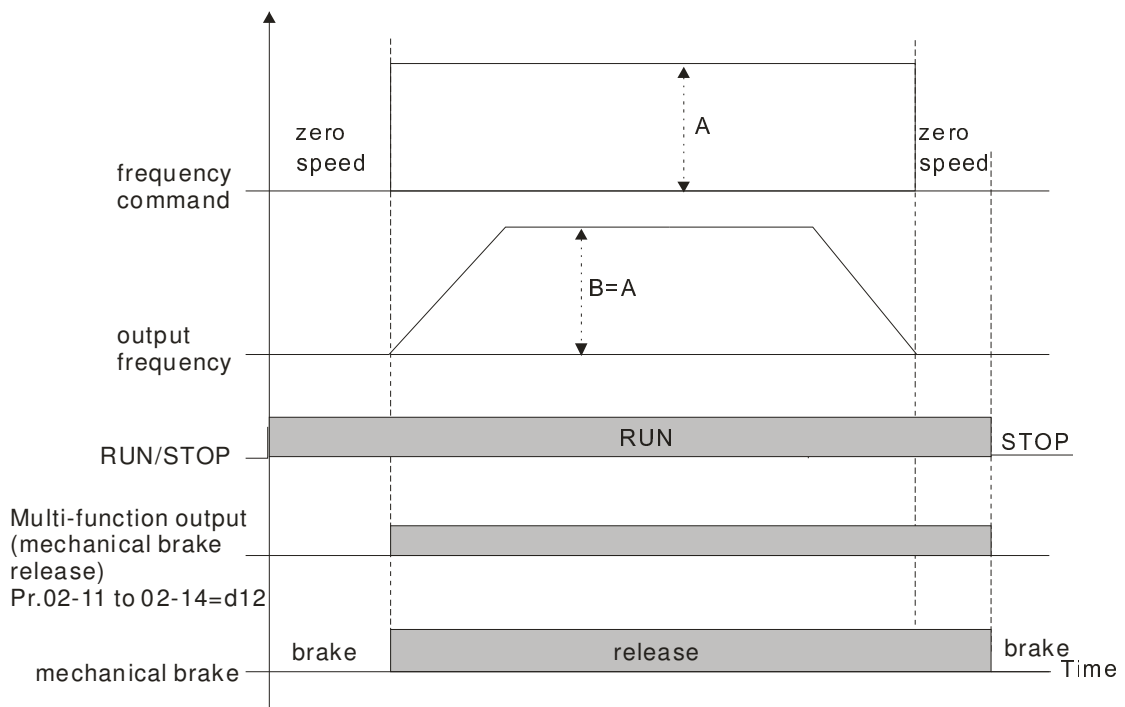 zero
speed
A
zero
speed
frequency
command
B=A
output
frequency
RUN
RUN/STOP
STOP
Multi-function output
(mechanical brake
release)
Pr.02-11 to 02-14=d12
brake
release
brake
mechanical brake
Time